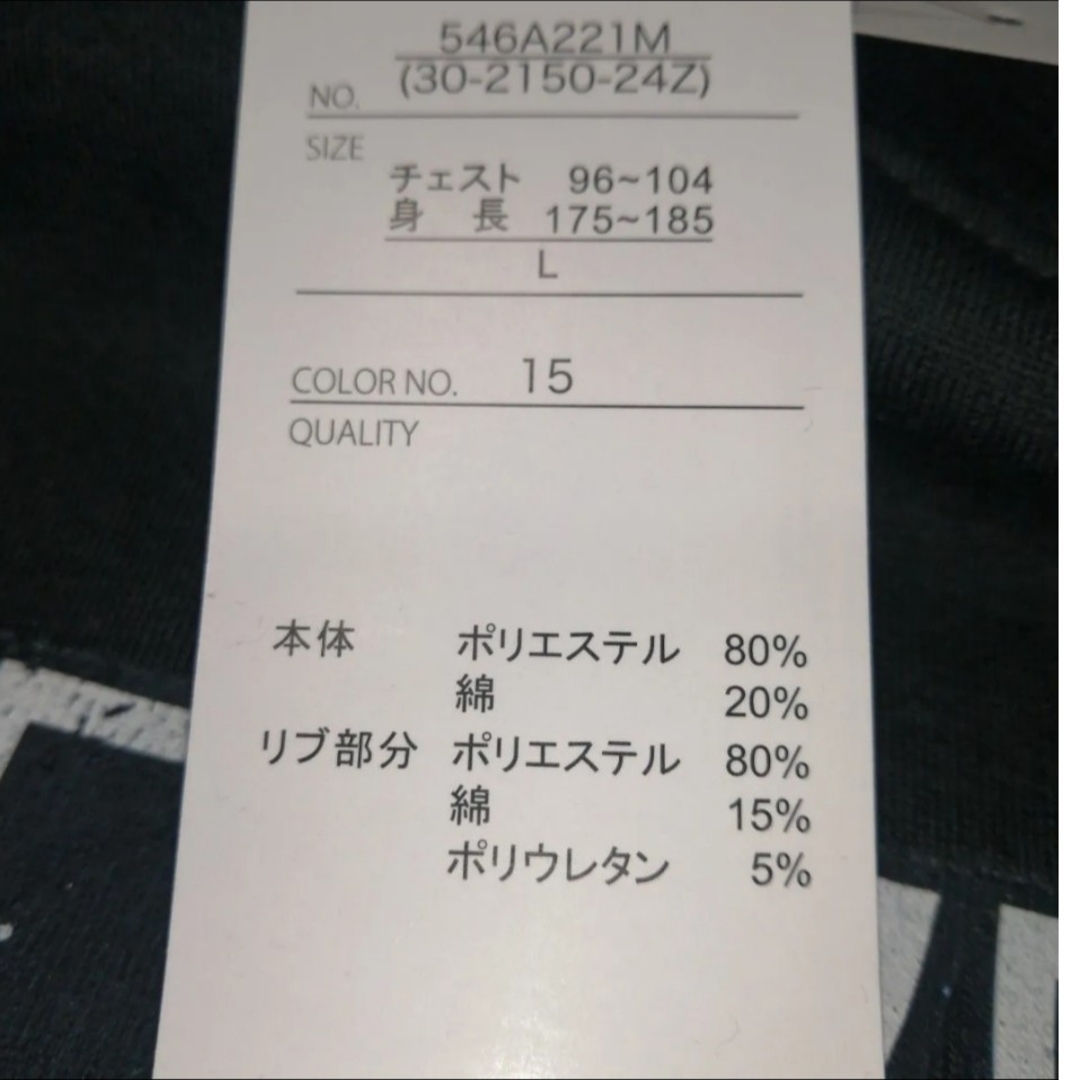 546A221M
NO. (30-2150-24Z)
SIZE
チェスト 96~104
身 長 175~185
L
COLOR NO. 15
QUALITY
本体 ポリエステル 80%
綿 20%
リブ部分 ポリエステル 80%
綿 15%
ポリウレタン 5%